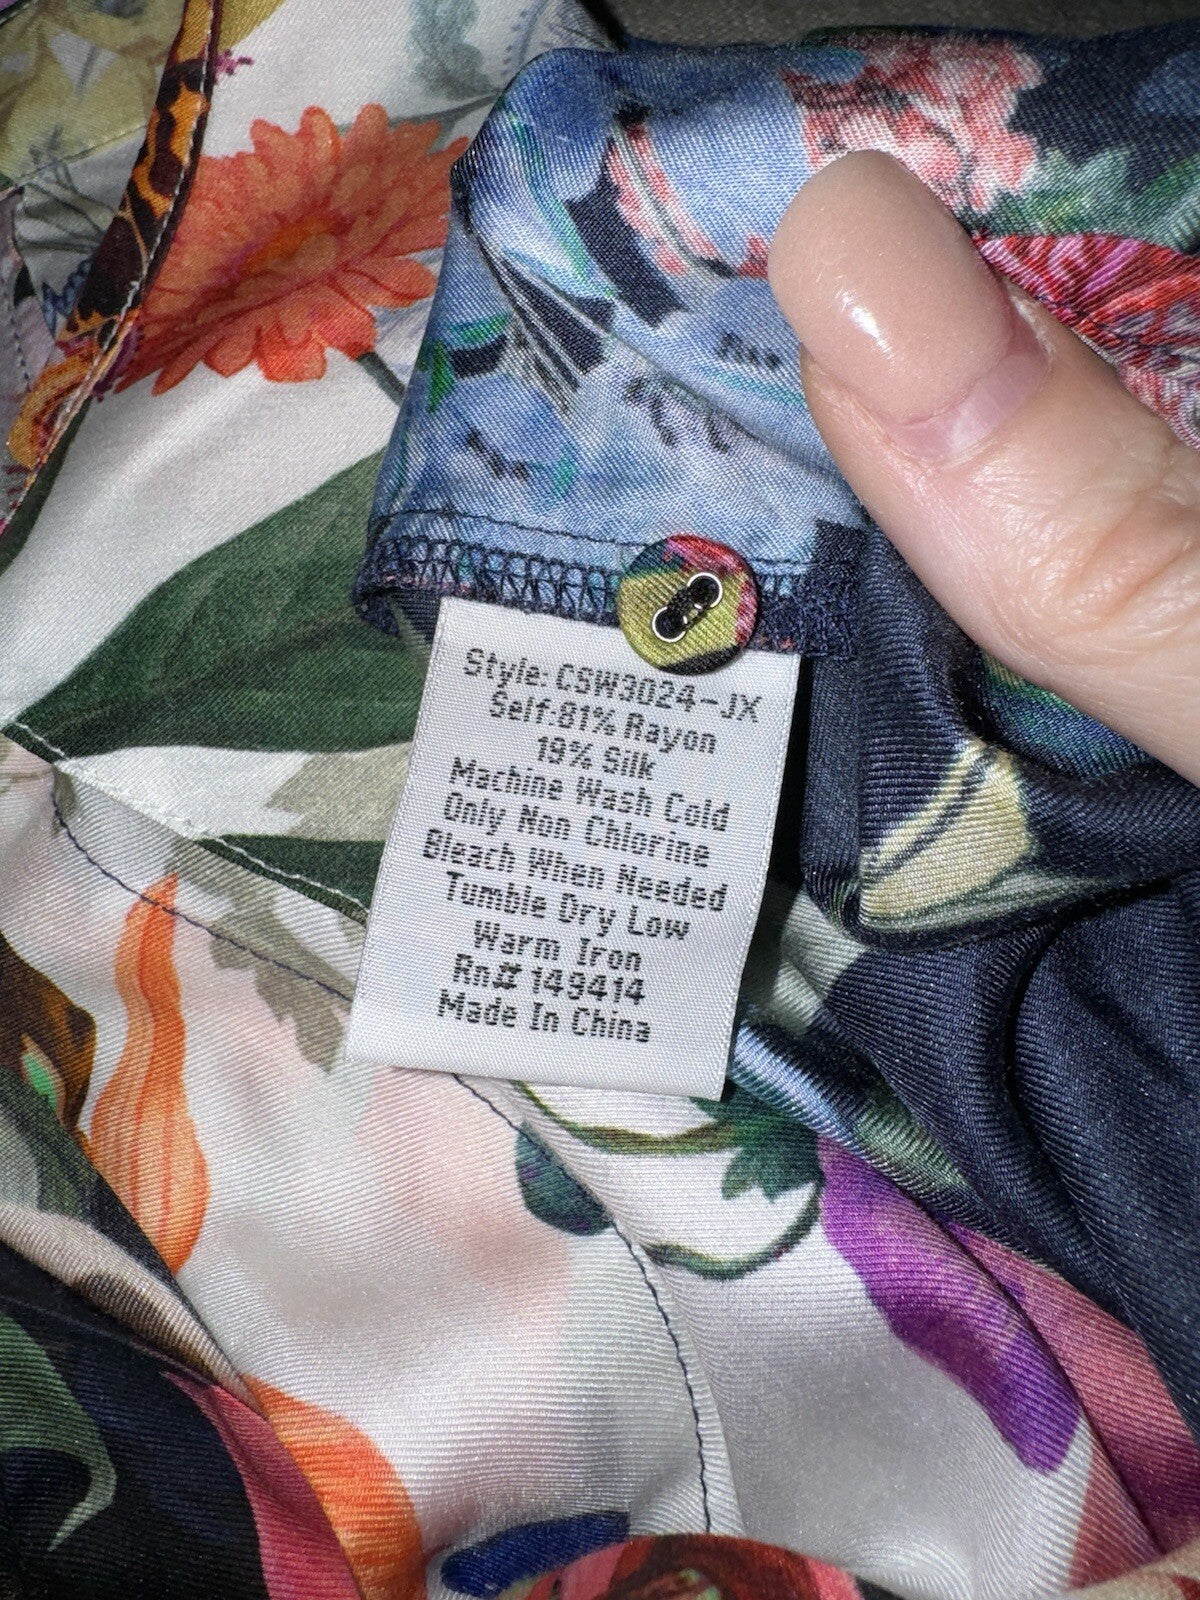 Style: CSW3024-JX
Self:81% Rayon
19% Silk
Machine Wash Cold
Only Non Chlorine
Bleach When Needed
Tumble Dry Low
Warm Iron
Rn# 149414
Made In China